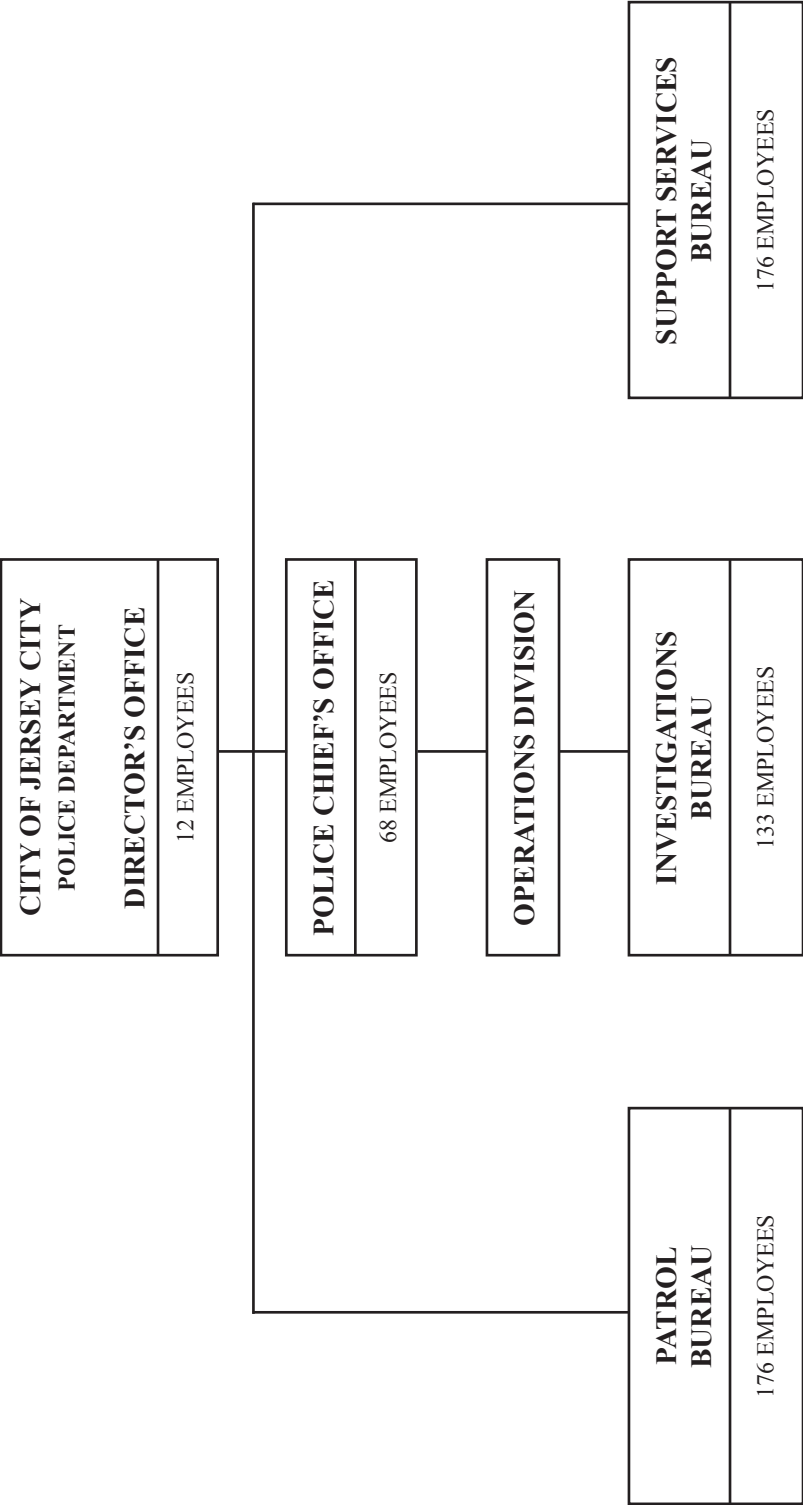 CITY OF JERSEY CITY
POLICE DEPARTMENT
DIRECTOR’S OFFICE
12 EMPLOYEES
POLICE CHIEF’S OFFICE
68 EMPLOYEES
OPERATIONS DIVISION
PATROL
BUREAU
176 EMPLOYEES
INVESTIGATIONS
BUREAU
133 EMPLOYEES
SUPPORT SERVICES
BUREAU
176 EMPLOYEES